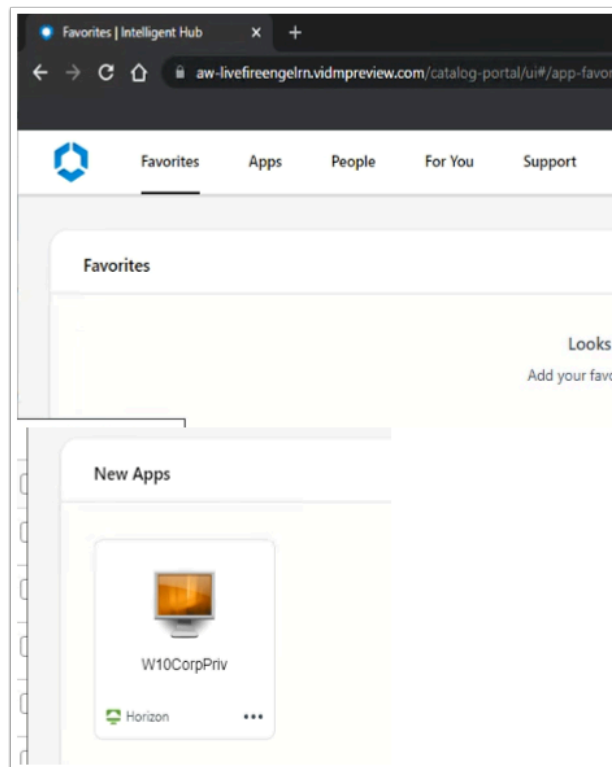 Favorites | Intelligent Hub
aw-livefireengelrn.vidmpreview.com/catalog-portal/ui#/app-favor
Favorites Apps People For You Support
Favorites
Looks
Add your favo
New Apps
W10CorpPriv
Horizon